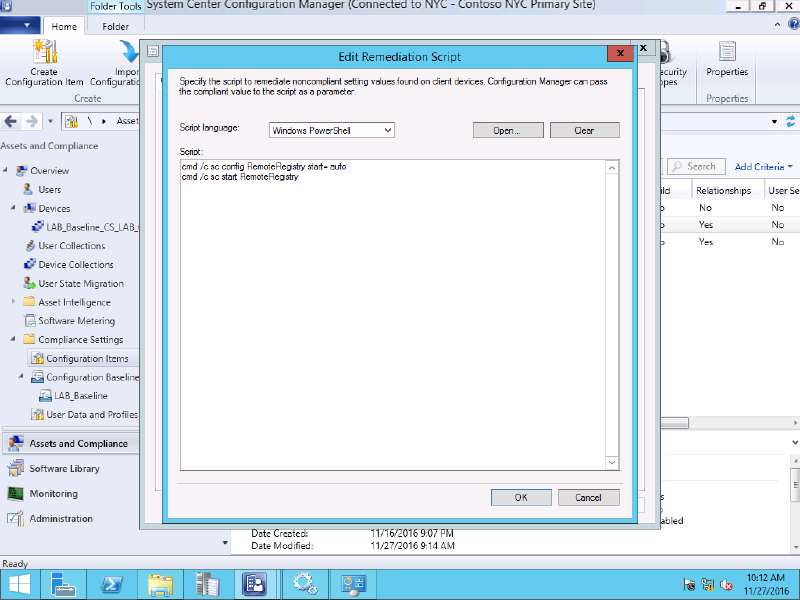 Folder Tools System Center Configuration Manager (Connected to NYC - Contoso NYC Primary Site)
Home Folder
Create
Configuration Item
Create
Properties
Properties
Edit Remediation Script
Specify the script to remediate noncompliant setting values found on client devices. Configuration Manager can pass
the compliant value to the script as a parameter.
Script language:
Windows PowerShell
Open...
Clear
Script:
cmd /c sc config RemoteRegistry start= auto
cmd /c sc start RemoteRegistry
OK
Cancel
\
Assets and Compliance
Search
Add Criteria
Overview
Users
Devices
LAB_Baseline_CS_LAB_
User Collections
Device Collections
User State Migration
Asset Intelligence
Software Metering
Compliance Settings
Configuration Items
Configuration Baseline
LAB_Baseline
User Data and Profiles
Relationships
User Se
No No
Yes No
Yes No
Assets and Compliance
Software Library
Monitoring
Administration
Date Created: 11/16/2016 9:07 PM
Date Modified: 11/27/2016 9:14 AM
Ready
10:12 AM
11/27/2016